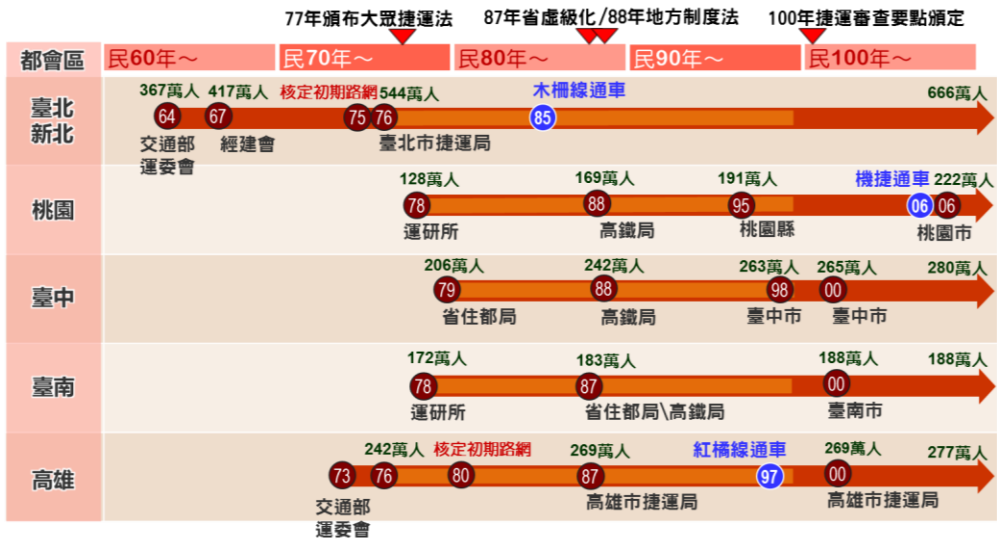 77年頒布大眾捷運法
87年省虛級化/88年地方制度法
100年捷運審查要點頒定
都會區 民60年～ 民70年～ 民80年～ 民90年～ 民100年～
367萬人 417萬人 核定初期路網 544萬人 木柵線通車 666萬人
臺北
新北
64 67 75 76 85
交通部
運委會
經建會
臺北市捷運局
128萬人 169萬人 191萬人 機捷通車 222萬人
桃園
78 88 95 06 06
運研所 高鐵局 桃園縣 桃園市
206萬人 242萬人 263萬人 265萬人 280萬人
臺中
79 88 98 00
省住都局 高鐵局 臺中市 臺中市
172萬人 183萬人 188萬人 188萬人
臺南
78 87 00
運研所 省住都局\高鐵局 臺南市
242萬人 核定初期路網 269萬人 紅橘線通車 269萬人 277萬人
高雄
73 76 80 87 97 00
交通部
運委會
高雄市捷運局 高雄市捷運局